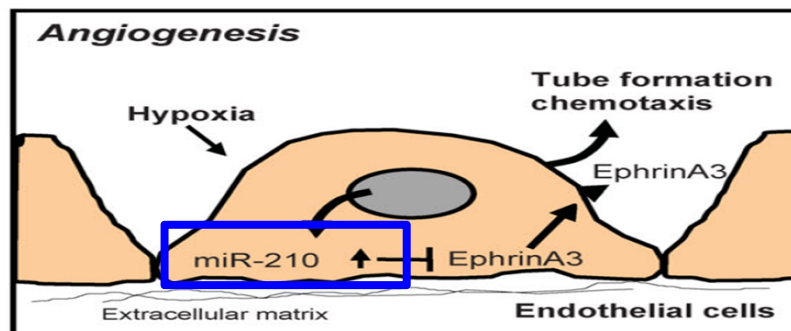 Angiogenesis
Tube formation
chemotaxis
Hypoxia
EphrinA3
miR-210
EphrinA3
Extracellular matrix
Endothelial cells